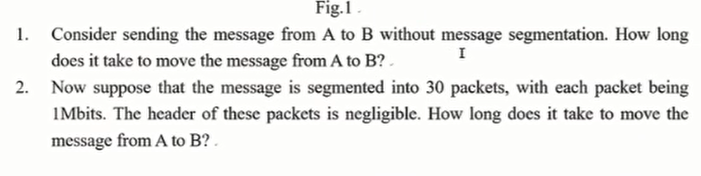 Fig.1
1. Consider sending the message from A to B without message segmentation. How long
does it take to move the message from A to B?
2. Now suppose that the message is segmented into 30 packets, with each packet being
1Mbits. The header of these packets is negligible. How long does it take to move the
message from A to B?